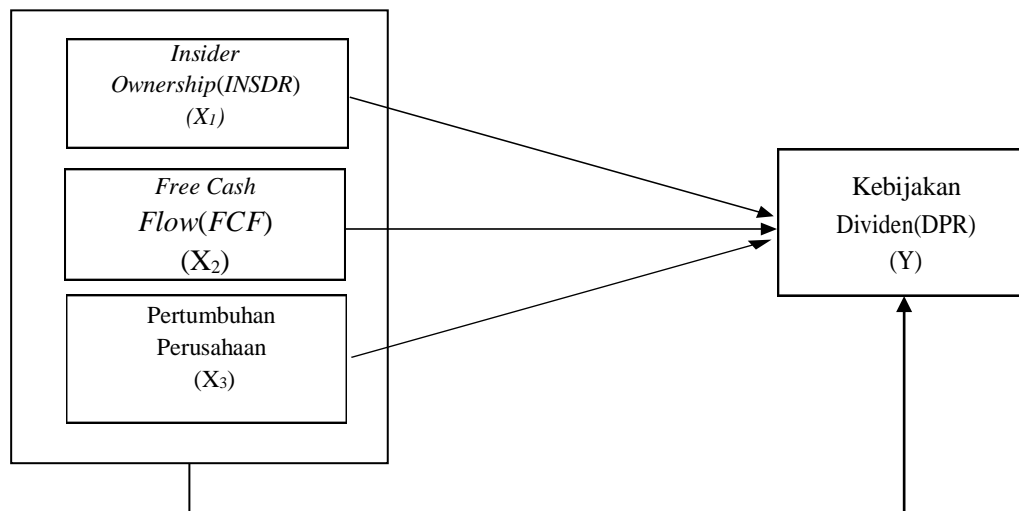 Insider
Ownership(INSDR)
(X₁)
Free Cash
Flow(FCF)
(X₂)
Pertumbuhan
Perusahaan
(X₃)
Kebijakan
Dividen(DPR)
(Y)